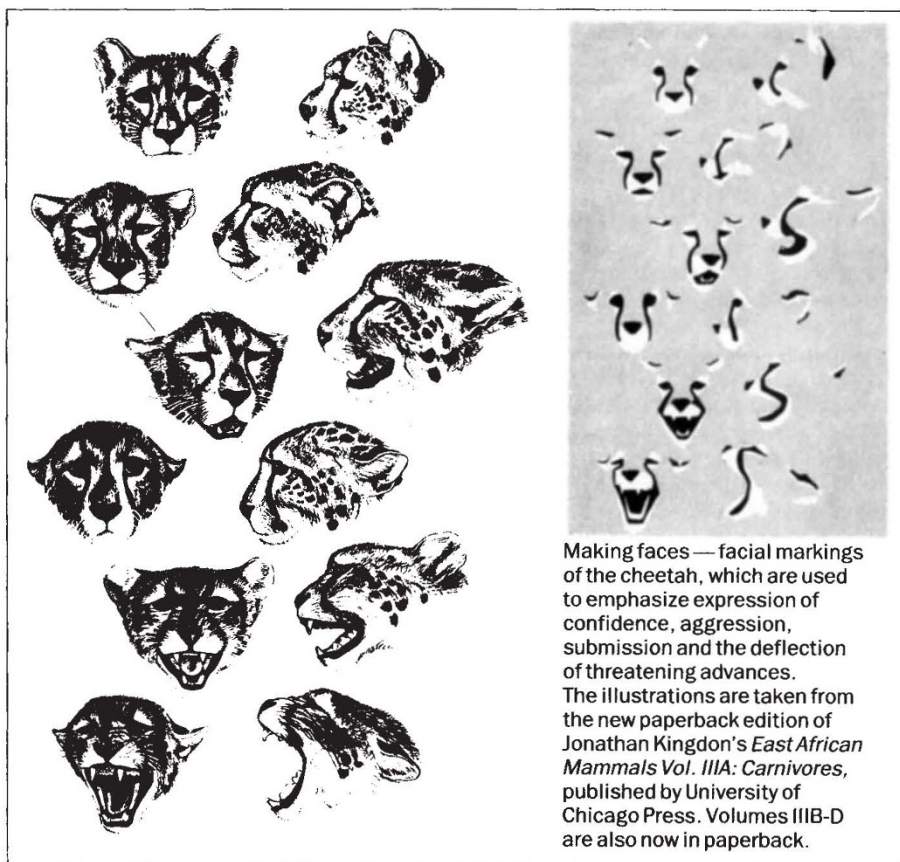 Making faces — facial markings
of the cheetah, which are used
to emphasize expression of
confidence, aggression,
submission and the deflection
of threatening advances.
The illustrations are taken from
the new paperback edition of
Jonathan Kingdon's East African
Mammals Vol. IIIA: Carnivores,
published by University of
Chicago Press. Volumes IIIB-D
are also now in paperback.